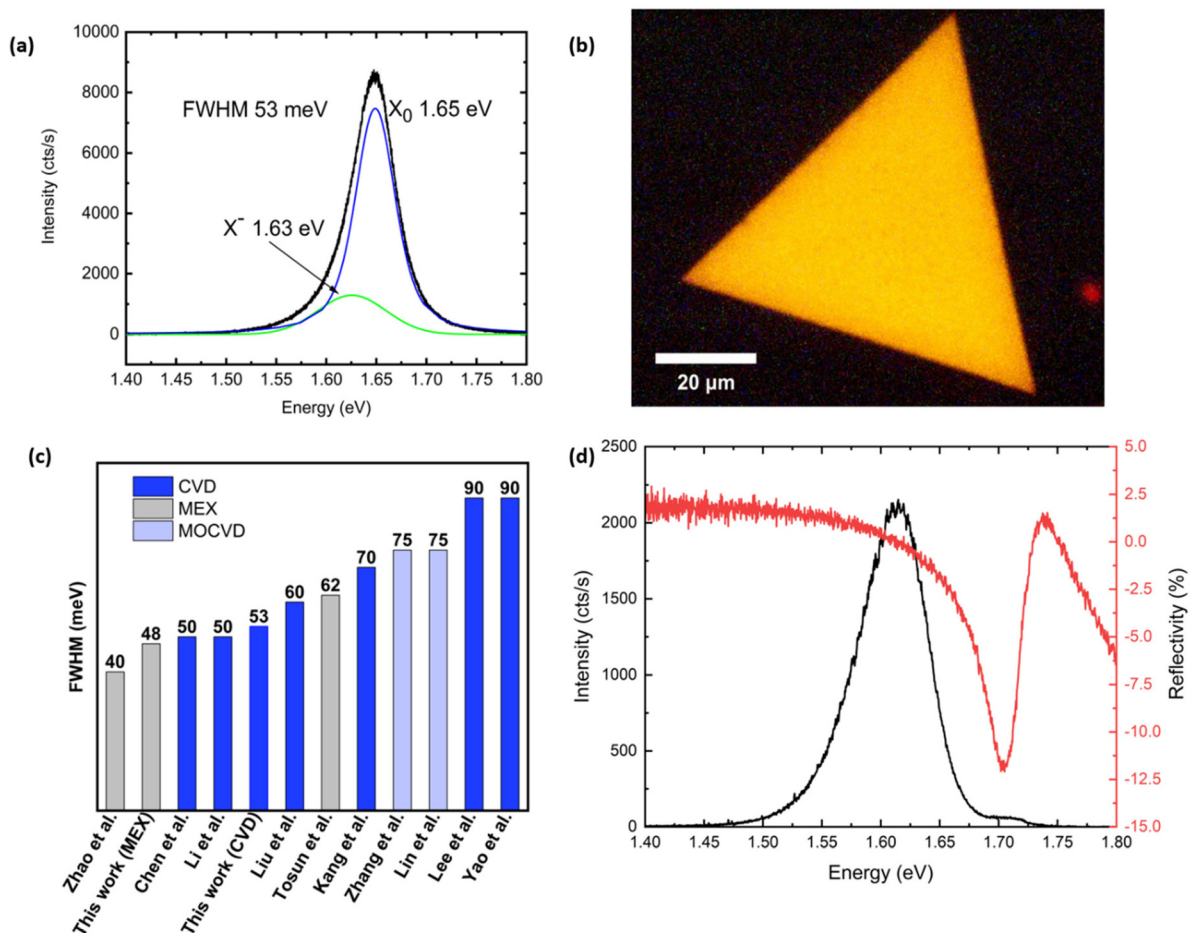 (a)
10000
8000
6000
4000
2000
0
Intensity (cts/s)
FWHM 53 meV
X0 1.65 eV
X- 1.63 eV
1.40 1.45 1.50 1.55 1.60 1.65 1.70 1.75 1.80
Energy (eV)
(b)
20 µm
(c)
CVD
MEX
MOCVD
FWHM (meV)
40 48 50 50 53 60 62 70 75 75 90 90
Zhao et al.
This work (MEX)
Chen et al.
Li et al.
This work (CVD)
Liu et al.
Tosun et al.
Kang et al.
Zhang et al.
Lin et al.
Lee et al.
Yao et al.
(d)
2500
2000
1500
1000
500
0
Intensity (cts/s)
5.0
2.5
0.0
-2.5
-5.0
-7.5
-10.0
-12.5
-15.0
Reflectivity (%)
1.40 1.45 1.50 1.55 1.60 1.65 1.70 1.75 1.80
Energy (eV)